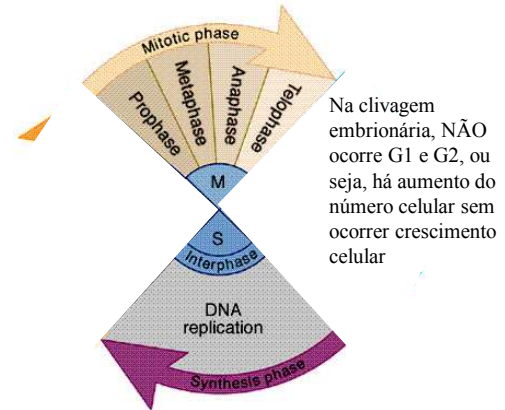 Mitotic phase
Prophase
Metaphase
Anaphase
Telophase
M
S
Interphase
DNA
replication
Synthesis phase
Na clivagem
embrionária, NÃO
ocorre G1 e G2, ou
seja, há aumento do
número celular sem
ocorrer crescimento
celular